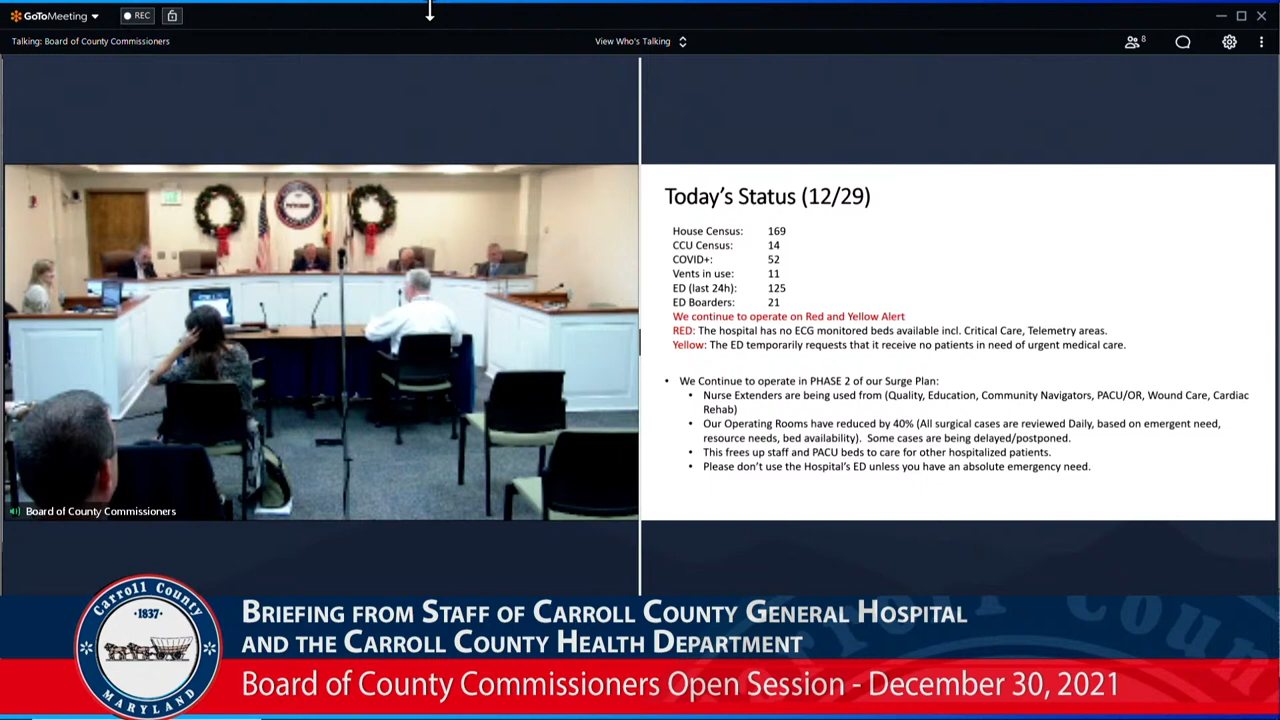 GoToMeeting
REC
Talking: Board of County Commissioners
View Who's Talking
8
Today's Status (12/29)
House Census: 169
CCU Census: 14
COVID+: 52
Vents in use: 11
ED (last 24h): 125
ED Boarders: 21
We continue to operate on Red and Yellow Alert
RED: The hospital has no ECG monitored beds available incl. Critical Care, Telemetry areas.
Yellow: The ED temporarily requests that it receive no patients in need of urgent medical care.
• We Continue to operate in PHASE 2 of our Surge Plan:
• Nurse Extenders are being used from (Quality, Education, Community Navigators, PACU/OR, Wound Care, Cardiac
Rehab)
• Our Operating Rooms have reduced by 40% (All surgical cases are reviewed Daily, based on emergent need,
resource needs, bed availability). Some cases are being delayed/postponed.
• This frees up staff and PACU beds to care for other hospitalized patients.
• Please don't use the Hospital's ED unless you have an absolute emergency need.
Board of County Commissioners
Carroll County
·1837·
MARYLAND
BRIEFING FROM STAFF OF CARROLL COUNTY GENERAL HOSPITAL
AND THE CARROLL COUNTY HEALTH DEPARTMENT
Board of County Commissioners Open Session - December 30, 2021